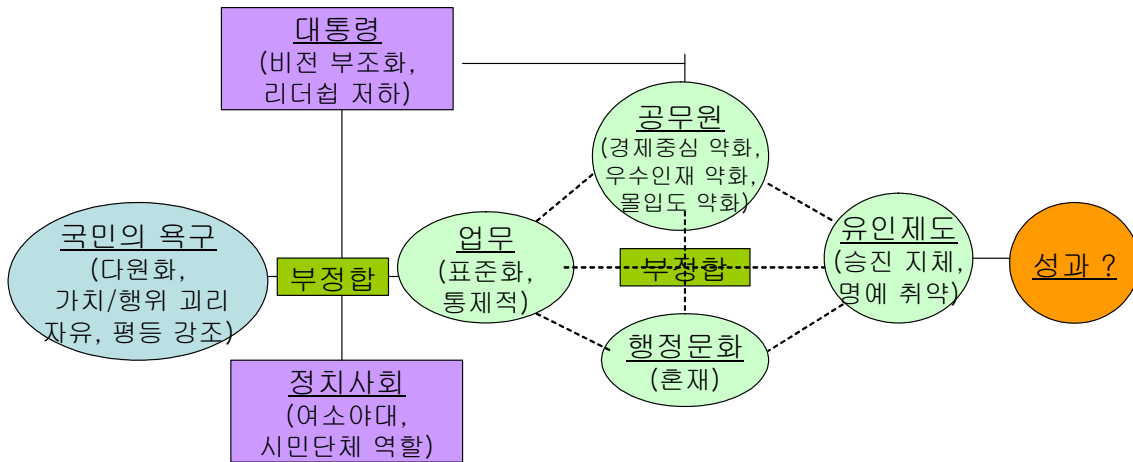 대통령
(비전 부조화,
리더쉽 저하)
공무원
(경제중심 약화,
우수인재 약화,
몰입도 약화)
국민의 욕구
(다원화,
가치/행위 괴리
자유, 평등 강조)
부정합
업무
(표준화,
통제적)
부정합
유인제도
(승진 지체,
명예 취약)
성과 ?
행정문화
(혼재)
정치사회
(여소야대,
시민단체 역할)